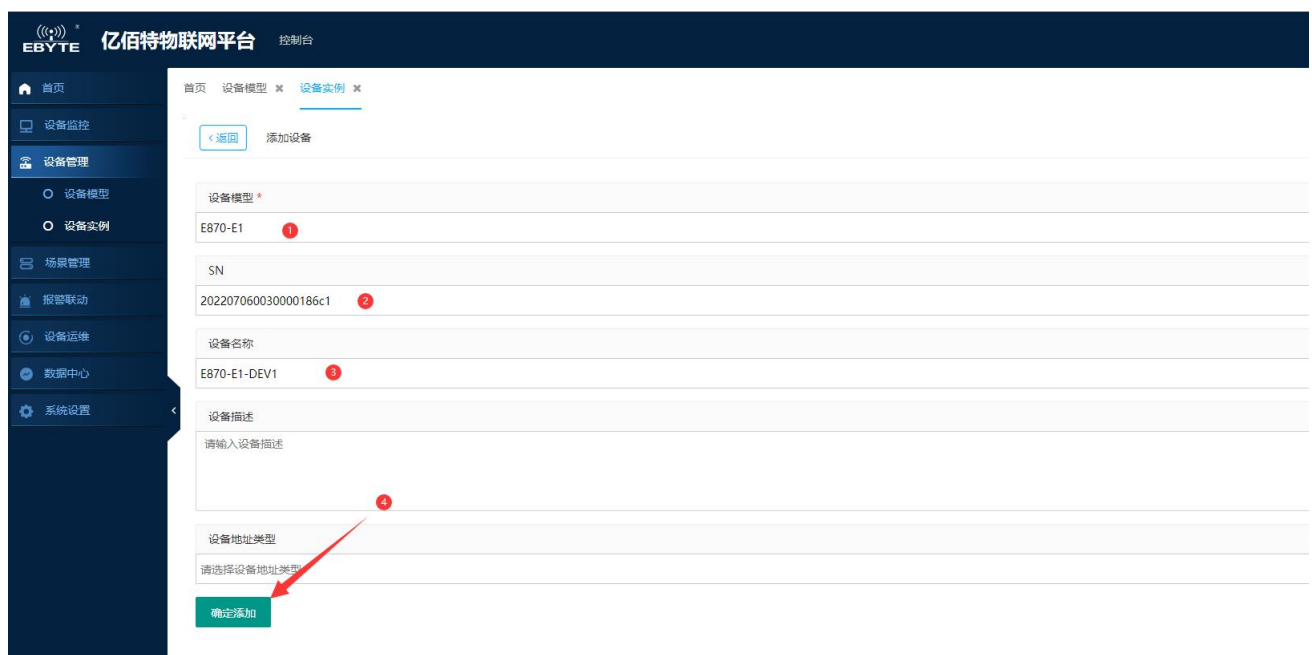 EBYTE 亿佰特物联网平台 控制台
首页
设备监控
设备管理
设备模型
设备实例
场景管理
报警联动
设备运维
数据中心
系统设置
首页 设备模型 × 设备实例 ×
<返回 添加设备
设备模型 *
E870-E1 1
SN
202207060030000186c1 2
设备名称
E870-E1-DEV1 3
设备描述
请输入设备描述
4
设备地址类型
请选择设备地址类型
确定添加